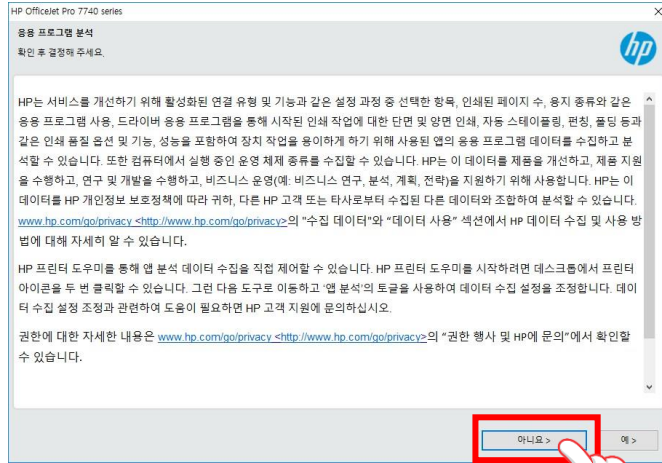 HP OfficeJet Pro 7740 series
응용 프로그램 분석
확인 후 결정해 주세요.
hp
HP는 서비스를 개선하기 위해 활성화된 연결 유형 및 기능과 같은 설정 과정 중 선택한 항목, 인쇄된 페이지 수, 용지 종류와 같은
응용 프로그램 사용, 드라이버 응용 프로그램을 통해 시작된 인쇄 작업에 대한 단면 및 양면 인쇄, 자동 스테이플링, 펀칭, 폴딩 등과
같은 인쇄 품질 옵션 및 기능, 성능을 포함하여 장치 작업을 용이하게 하기 위해 사용된 앱의 응용 프로그램 데이터를 수집하고 분
석할 수 있습니다. 또한 컴퓨터에서 실행 중인 운영 체제 종류를 수집할 수 있습니다. HP는 이 데이터를 제품을 개선하고, 제품 지원
을 수행하고, 연구 및 개발을 수행하고, 비즈니스 운영(예: 비즈니스 연구, 분석, 계획, 전략)을 지원하기 위해 사용합니다. HP는 이
데이터를 HP 개인정보 보호정책에 따라 귀하, 다른 HP 고객 또는 타사로부터 수집된 다른 데이터와 조합하여 분석할 수 있습니다.
www.hp.com/go/privacy <http://www.hp.com/go/privacy>의 "수집 데이터"와 “데이터 사용” 섹션에서 HP 데이터 수집 및 사용 방
법에 대해 자세히 알 수 있습니다.
HP 프린터 도우미를 통해 앱 분석 데이터 수집을 직접 제어할 수 있습니다. HP 프린터 도우미를 시작하려면 데스크톱에서 프린터
아이콘을 두 번 클릭할 수 있습니다. 그런 다음 도구로 이동하고 '앱 분석'의 토글을 사용하여 데이터 수집 설정을 조정합니다. 데이
터 수집 설정 조정과 관련하여 도움이 필요하면 HP 고객 지원에 문의하십시오.
권한에 대한 자세한 내용은 www.hp.com/go/privacy <http://www.hp.com/go/privacy>의 “권한 행사 및 HP에 문의”에서 확인할
수 있습니다.
아니요 > 예 >